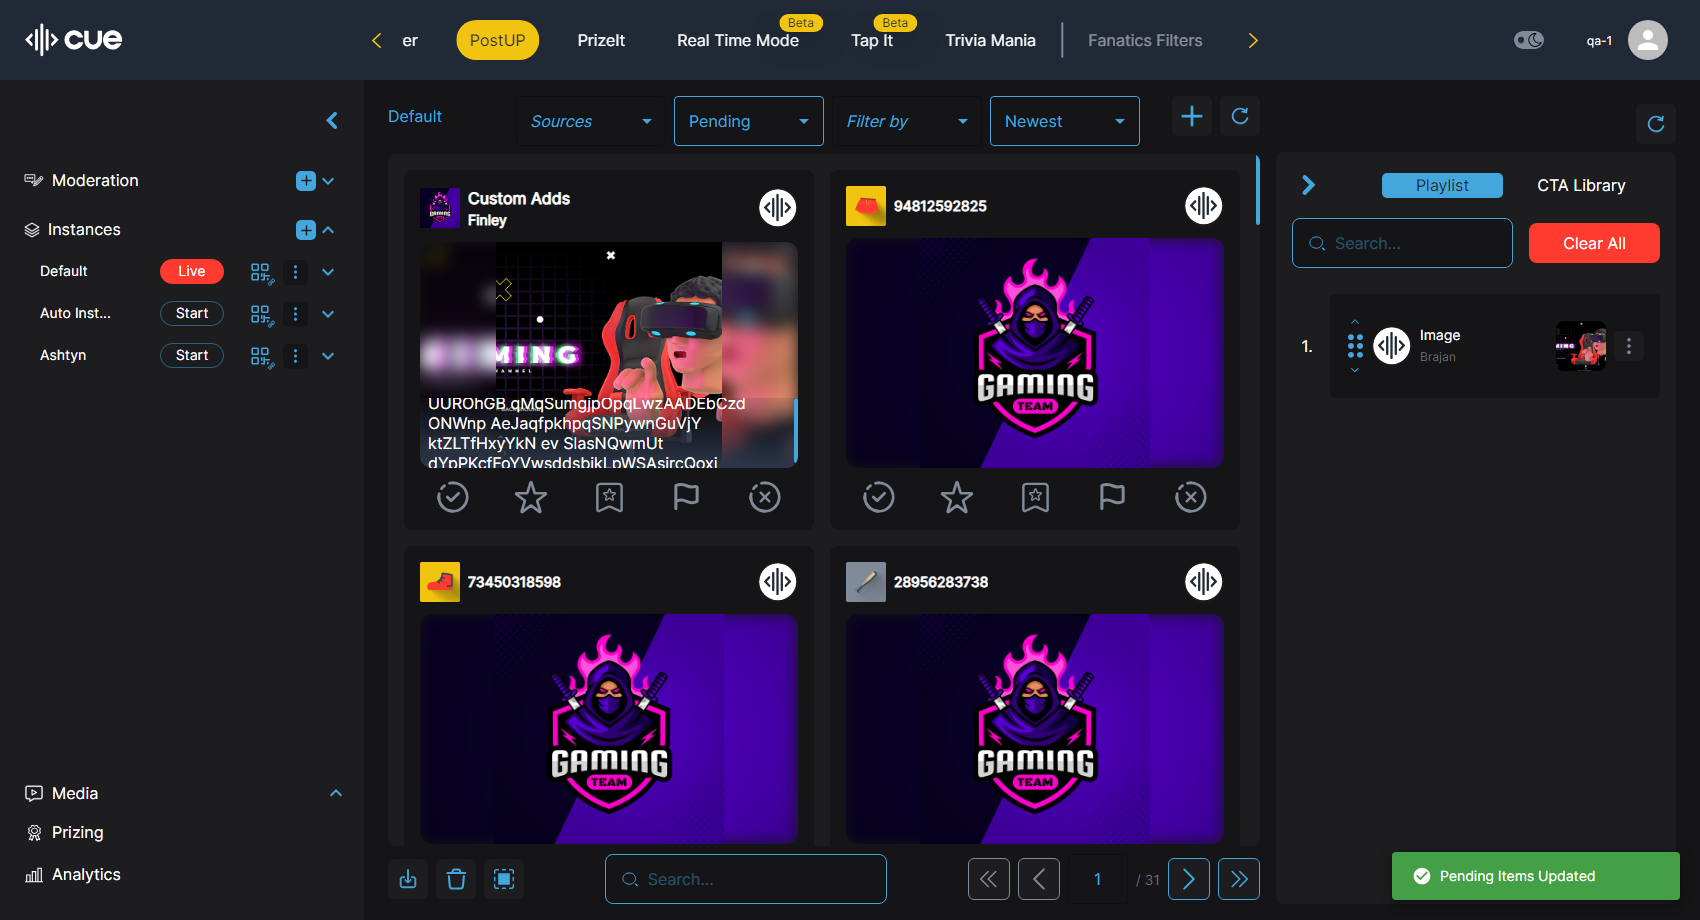 cue
er
PostUP
PrizeIt
Real Time Mode
Beta
Tap It
Beta
Trivia Mania
Fanatics Filters
qa-1
Moderation
Instances
Default
Live
Auto Inst...
Start
Ashtyn
Start
Media
Prizing
Analytics
Default
Sources
Pending
Filter by
Newest
Custom Adds
Finley
MING
CHANNEL
UUROhGB.qMqSumgjpOpqLwzAADEbCzd
ONWnp AeJaqfpkhpqSNPywnGuVjY
ktZLTfHxyYkN ev SlasNQwmUt
dYpPKcfFoYVwsddsbikLpWSAsircQoxi
94812592825
GAMING
TEAM
73450318598
GAMING
TEAM
28956283738
GAMING
TEAM
Search...
1
/ 31
Playlist
CTA Library
Search...
Clear All
1.
Image
Brajan
Pending Items Updated